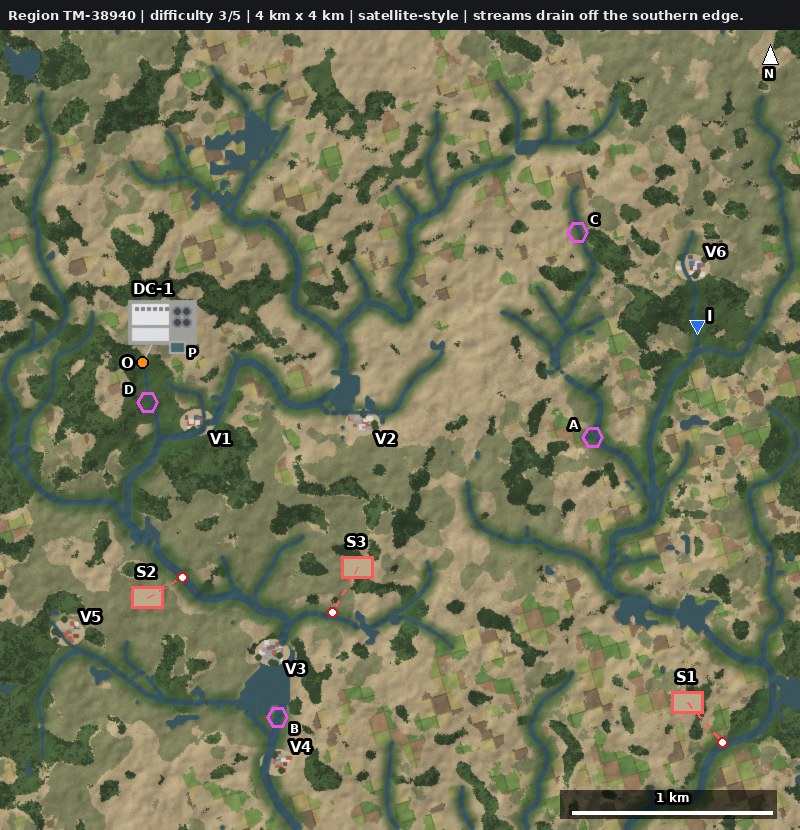 Region TM-38940 | difficulty 3/5 | 4 km x 4 km | satellite-style | streams drain off the southern edge.
N
C
V6
DC-1
I
P
O
D
A
V1
V2
S3
S2
V5
V3
S1
B
V4
1 km